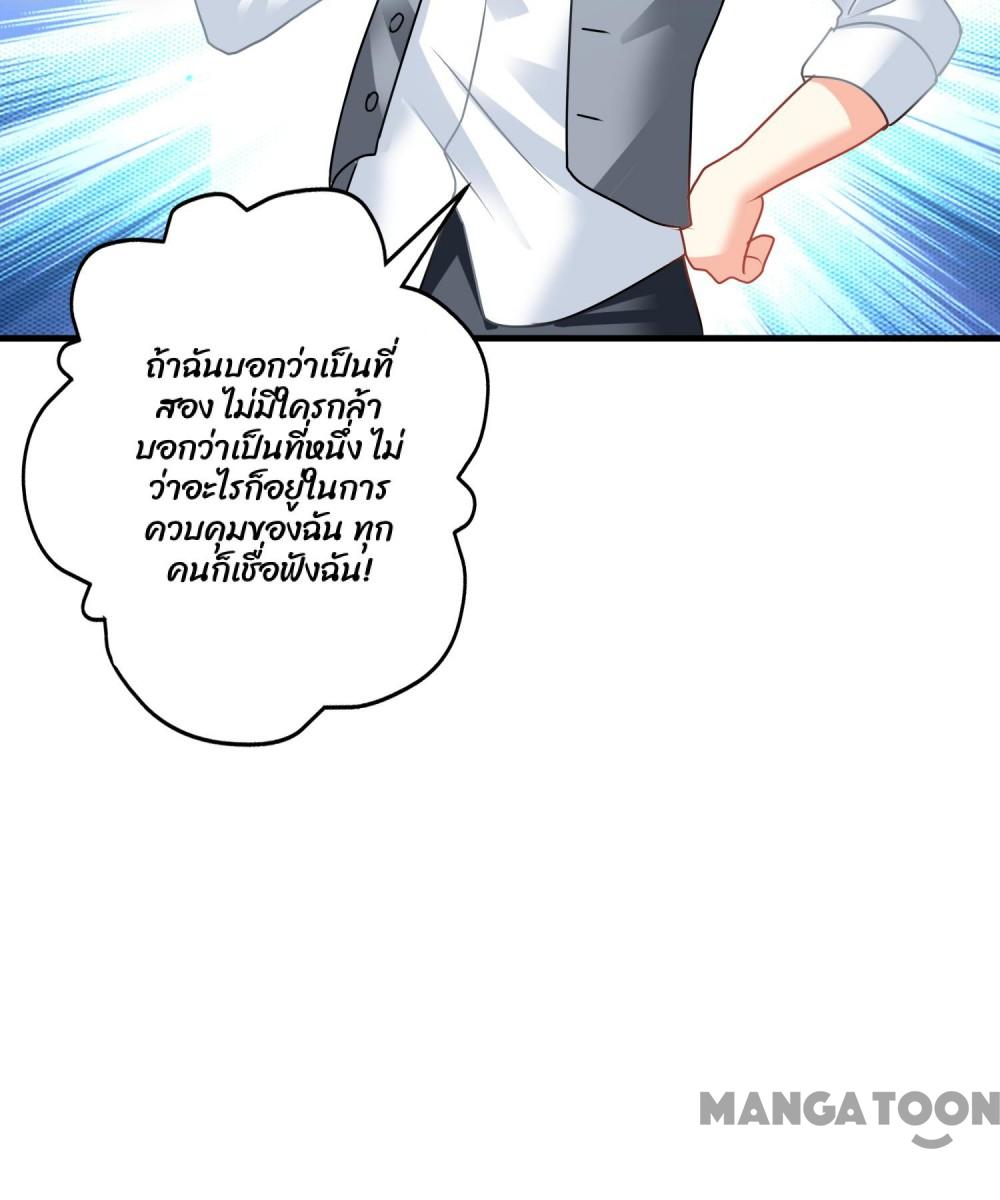 ถ้าฉันบอกว่าเป็นที่
สอง ไม่มีใครกล้า
บอกว่าเป็นที่หนึ่ง ไม่
ว่าอะไรก็อยู่ในการ
ควบคุมของฉัน ทุก
คนก็เชื่อฟังฉัน!
MANGATOON